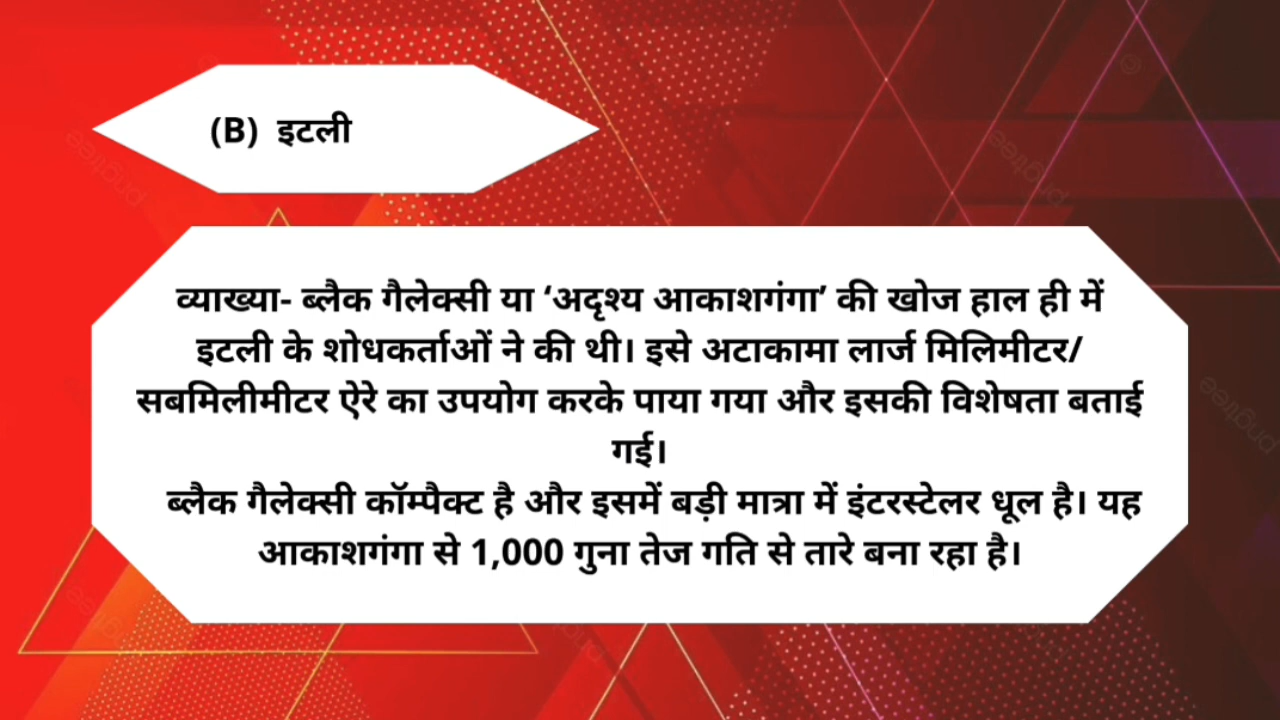 (B) इटली
व्याख्या- ब्लैक गैलेक्सी या ‘अदृश्य आकाशगंगा’ की खोज हाल ही में
इटली के शोधकर्ताओं ने की थी। इसे अटाकामा लार्ज मिलिमीटर/
सबमिलीमीटर ऐरे का उपयोग करके पाया गया और इसकी विशेषता बताई
गई।
ब्लैक गैलेक्सी कॉम्पैक्ट है और इसमें बड़ी मात्रा में इंटरस्टेलर धूल है। यह
आकाशगंगा से 1,000 गुना तेज गति से तारे बना रहा है।